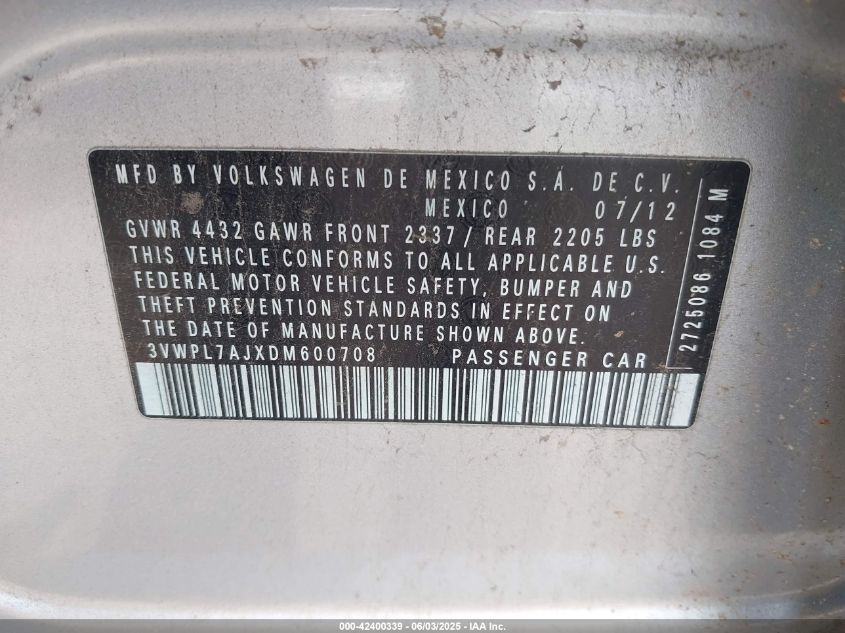 MFD BY VOLKSWAGEN DE MEXICO S.A. DE C.V.
MEXICO 07/12
GVWR 4432 GAWR FRONT 2337 / REAR 2205 LBS
THIS VEHICLE CONFORMS TO ALL APPLICABLE U.S.
FEDERAL MOTOR VEHICLE SAFETY, BUMPER AND
THEFT PREVENTION STANDARDS IN EFFECT ON
THE DATE OF MANUFACTURE SHOWN ABOVE.
3VWPL7AJXDM600708 PASSENGER CAR
2725086 1084 M
000-42400339 - 06/03/2025 - IAA Inc.